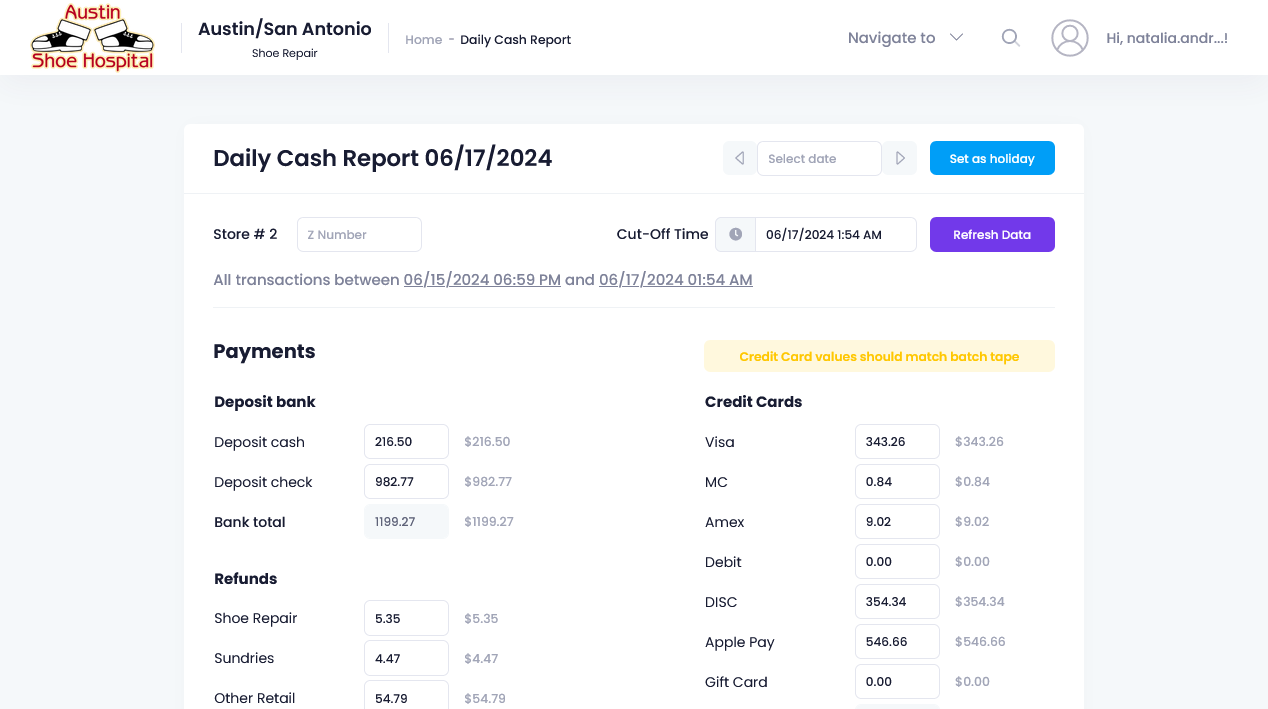 Austin
Shoe Hospital
Austin/San Antonio
Shoe Repair
Home - Daily Cash Report
Navigate to
Hi, natalia.andr...!
Daily Cash Report 06/17/2024
Select date
Set as holiday
Store # 2
Z Number
Cut-Off Time
06/17/2024 1:54 AM
Refresh Data
All transactions between 06/15/2024 06:59 PM and 06/17/2024 01:54 AM
Payments
Credit Card values should match batch tape
Deposit bank
Deposit cash 216.50 $216.50
Deposit check 982.77 $982.77
Bank total 1199.27 $1199.27
Refunds
Shoe Repair 5.35 $5.35
Sundries 4.47 $4.47
Other Retail 54.79 $54.79
Credit Cards
Visa 343.26 $343.26
MC 0.84 $0.84
Amex 9.02 $9.02
Debit 0.00 $0.00
DISC 354.34 $354.34
Apple Pay 546.66 $546.66
Gift Card 0.00 $0.00